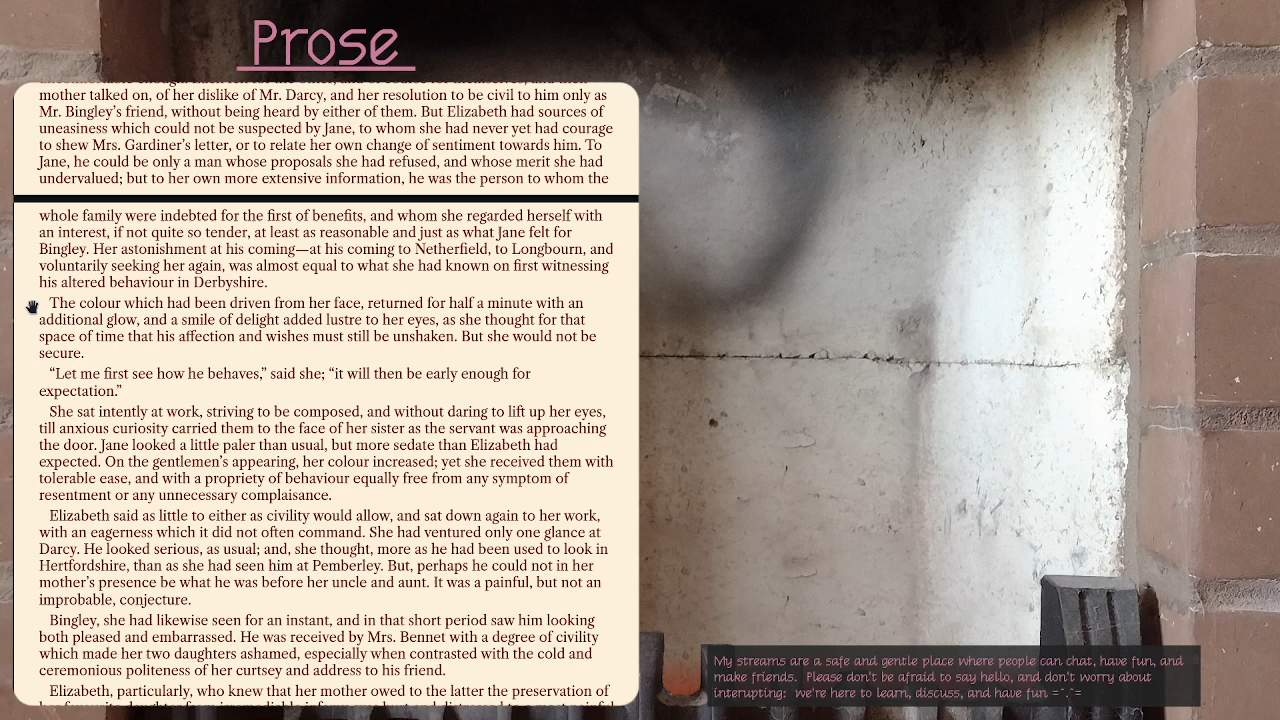 Prose
mother talked on, of her dislike of Mr. Darcy, and her resolution to be civil to him only as
Mr. Bingley's friend, without being heard by either of them. But Elizabeth had sources of
uneasiness which could not be suspected by Jane, to whom she had never yet had courage
to shew Mrs. Gardiner's letter, or to relate her own change of sentiment towards him. To
Jane, he could be only a man whose proposals she had refused, and whose merit she had
undervalued; but to her own more extensive information, he was the person to whom the
whole family were indebted for the first of benefits, and whom she regarded herself with
an interest, if not quite so tender, at least as reasonable and just as what Jane felt for
Bingley. Her astonishment at his coming—at his coming to Netherfield, to Longbourn, and
voluntarily seeking her again, was almost equal to what she had known on first witnessing
his altered behaviour in Derbyshire.
The colour which had been driven from her face, returned for half a minute with an
additional glow, and a smile of delight added lustre to her eyes, as she thought for that
space of time that his affection and wishes must still be unshaken. But she would not be
secure.
“Let me first see how he behaves,” said she; “it will then be early enough for
expectation.”
She sat intently at work, striving to be composed, and without daring to lift up her eyes,
till anxious curiosity carried them to the face of her sister as the servant was approaching
the door. Jane looked a little paler than usual, but more sedate than Elizabeth had
expected. On the gentlemen's appearing, her colour increased; yet she received them with
tolerable ease, and with a propriety of behaviour equally free from any symptom of
resentment or any unnecessary complaisance.
Elizabeth said as little to either as civility would allow, and sat down again to her work,
with an eagerness which it did not often command. She had ventured only one glance at
Darcy. He looked serious, as usual; and, she thought, more as he had been used to look in
Hertfordshire, than as she had seen him at Pemberley. But, perhaps he could not in her
mother's presence be what he was before her uncle and aunt. It was a painful, but not an
improbable, conjecture.
Bingley, she had likewise seen for an instant, and in that short period saw him looking
both pleased and embarrassed. He was received by Mrs. Bennet with a degree of civility
which made her two daughters ashamed, especially when contrasted with the cold and
ceremonious politeness of her curtsey and address to his friend.
Elizabeth, particularly, who knew that her mother owed to the latter the preservation of
My streams are a safe and gentle place where people can chat, have fun, and
make friends. Please don't be afraid to say hello, and don't worry about
interupting: we're here to learn, discuss, and have fun =^.^=